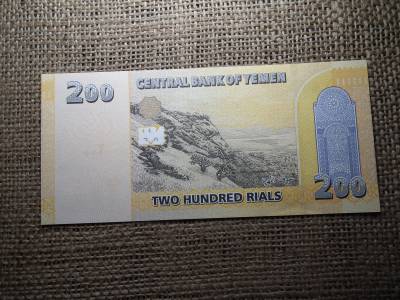 200
CENTRAL BANK OF YEMEN
TWO HUNDRED RIALS
200